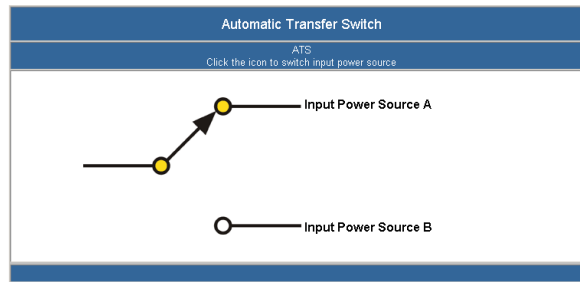 Automatic Transfer Switch
ATS
Click the icon to switch input power source
Input Power Source A
Input Power Source B